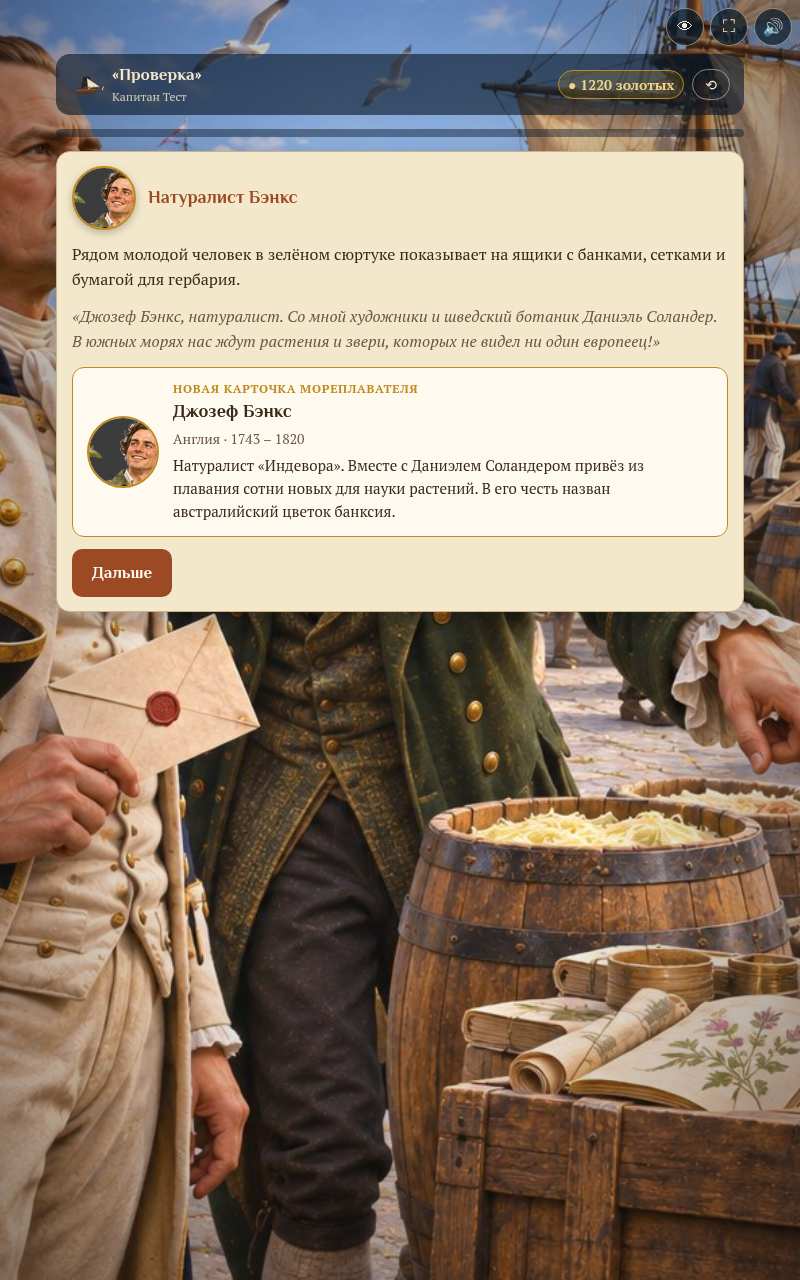 «Проверка»
Капитан Тест
● 1220 золотых
Натуралист Бэнкс
Рядом молодой человек в зелёном сюртуке показывает на ящики с банками, сетками и
бумагой для гербария.
«Джозеф Бэнкс, натуралист. Со мной художники и шведский ботаник Даниэль Соландер.
В южных морях нас ждут растения и звери, которых не видел ни один европеец!»
НОВАЯ КАРТОЧКА МОРЕПЛАВАТЕЛЯ
Джозеф Бэнкс
Англия · 1743 – 1820
Натуралист «Индевора». Вместе с Даниэлем Соландером привёз из
плавания сотни новых для науки растений. В его честь назван
австралийский цветок банксия.
Дальше